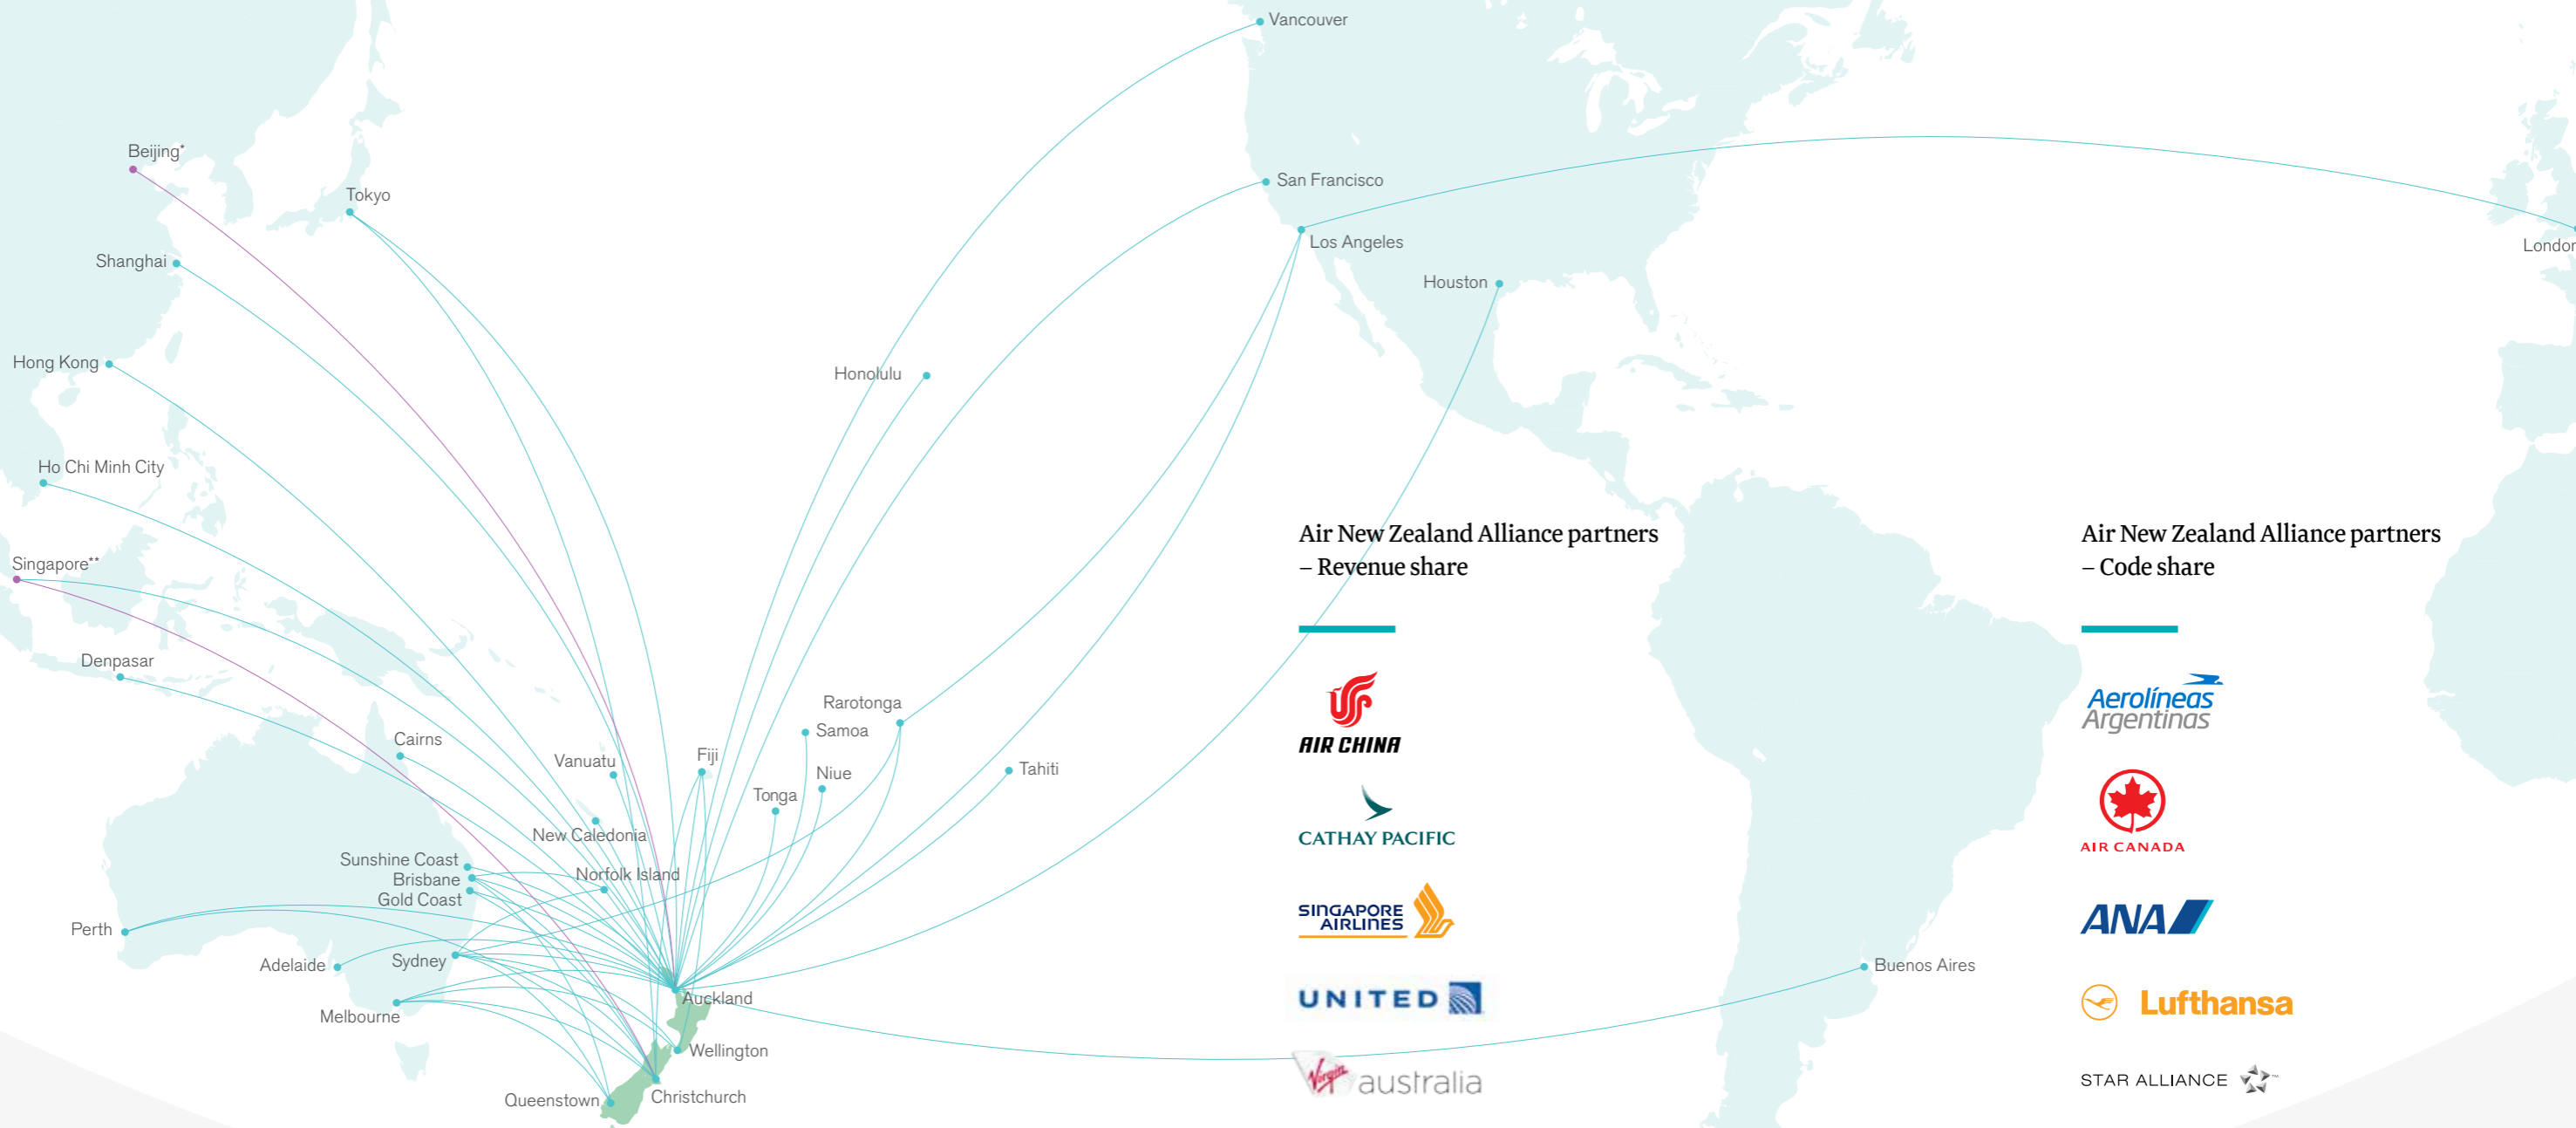 Vancouver
Beijing*
San Francisco
Tokyo
Los Angeles
London
Shanghai
Houston
Hong Kong
Honolulu
Ho Chi Minh City
Air New Zealand Alliance partners
– Revenue share
Air New Zealand Alliance partners
– Code share
Singapore**
Denpasar
Rarotonga
Samoa
Cairns
Vanuatu
Fiji
Niue
Tahiti
Tonga
New Caledonia
Sunshine Coast
Brisbane
Gold Coast
Norfolk Island
Perth
Adelaide
Sydney
Melbourne
Auckland
Wellington
Christchurch
Queenstown
Buenos Aires
AIR CHINA
CATHAY PACIFIC
SINGAPORE
AIRLINES
UNITED
Virgin australia
Aerolíneas
Argentinas
AIR CANADA
ANA
Lufthansa
STAR ALLIANCE ™